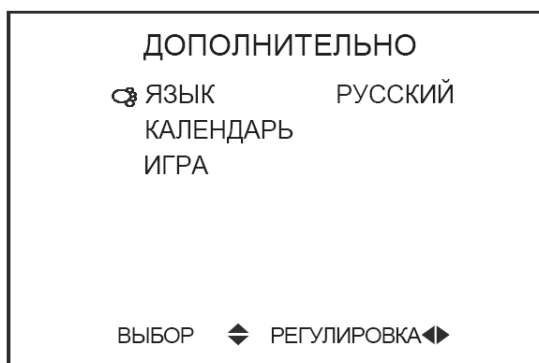 ДОПОЛНИТЕЛЬНО
ЯЗЫК РУССКИЙ
КАЛЕНДАРЬ
ИГРА
ВЫБОР РЕГУЛИРОВКА